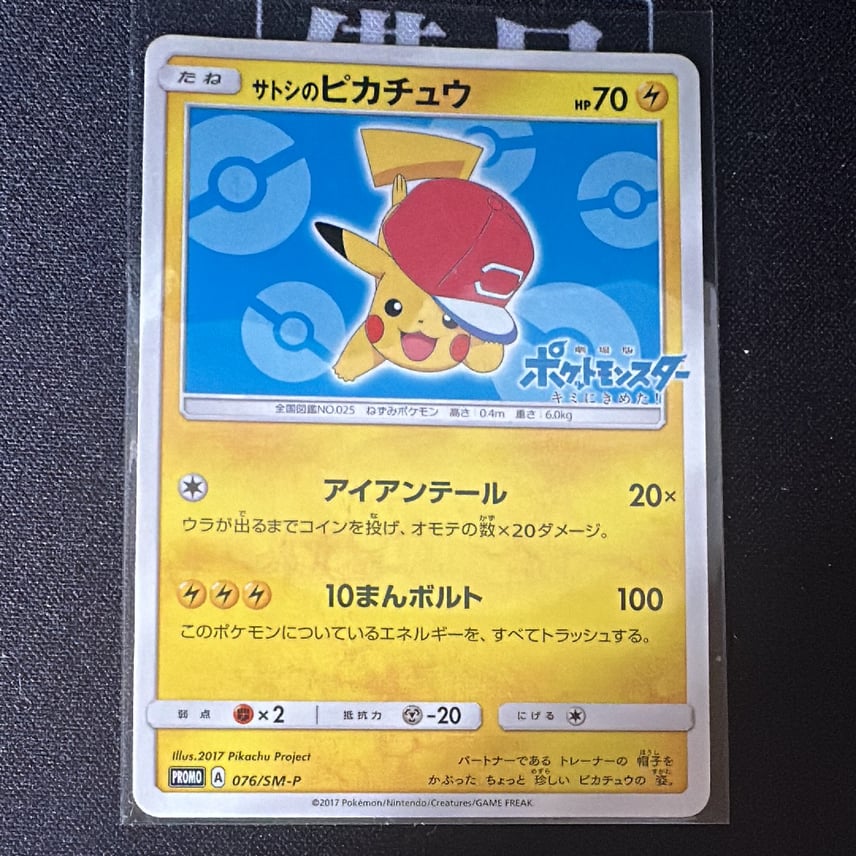 たね サトシのピカチュウ HP70
劇場版
ポケットモンスター
キミにきめた!
全国図鑑NO.025 ねずみポケモン 高さ:0.4m 重さ:6.0kg
アイアンテール 20×
ウラが出るまでコインを投げ、オモテの数×20ダメージ。
10まんボルト 100
このポケモンについているエネルギーを、すべてトラッシュする。
弱点 ×2 抵抗力 -20 にげる
Illus.2017 Pikachu Project
パートナーである トレーナーの 帽子を
PROMO A 076/SM-P
かぶった ちょっと 珍しい ピカチュウの 姿。
©2017 Pokémon/Nintendo/Creatures/GAME FREAK.